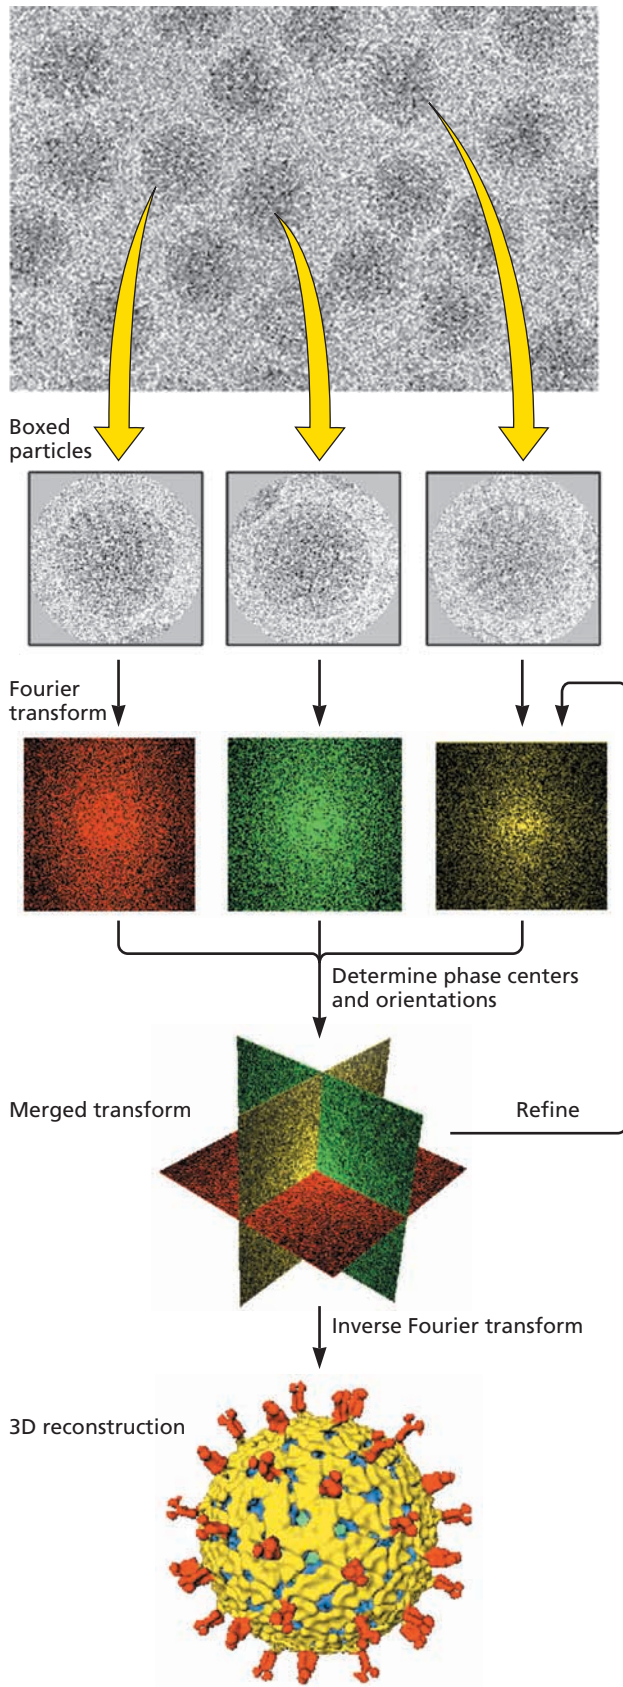 Boxed
particles
Fourier
transform
Determine phase centers
and orientations
Merged transform
Refine
Inverse Fourier transform
3D reconstruction